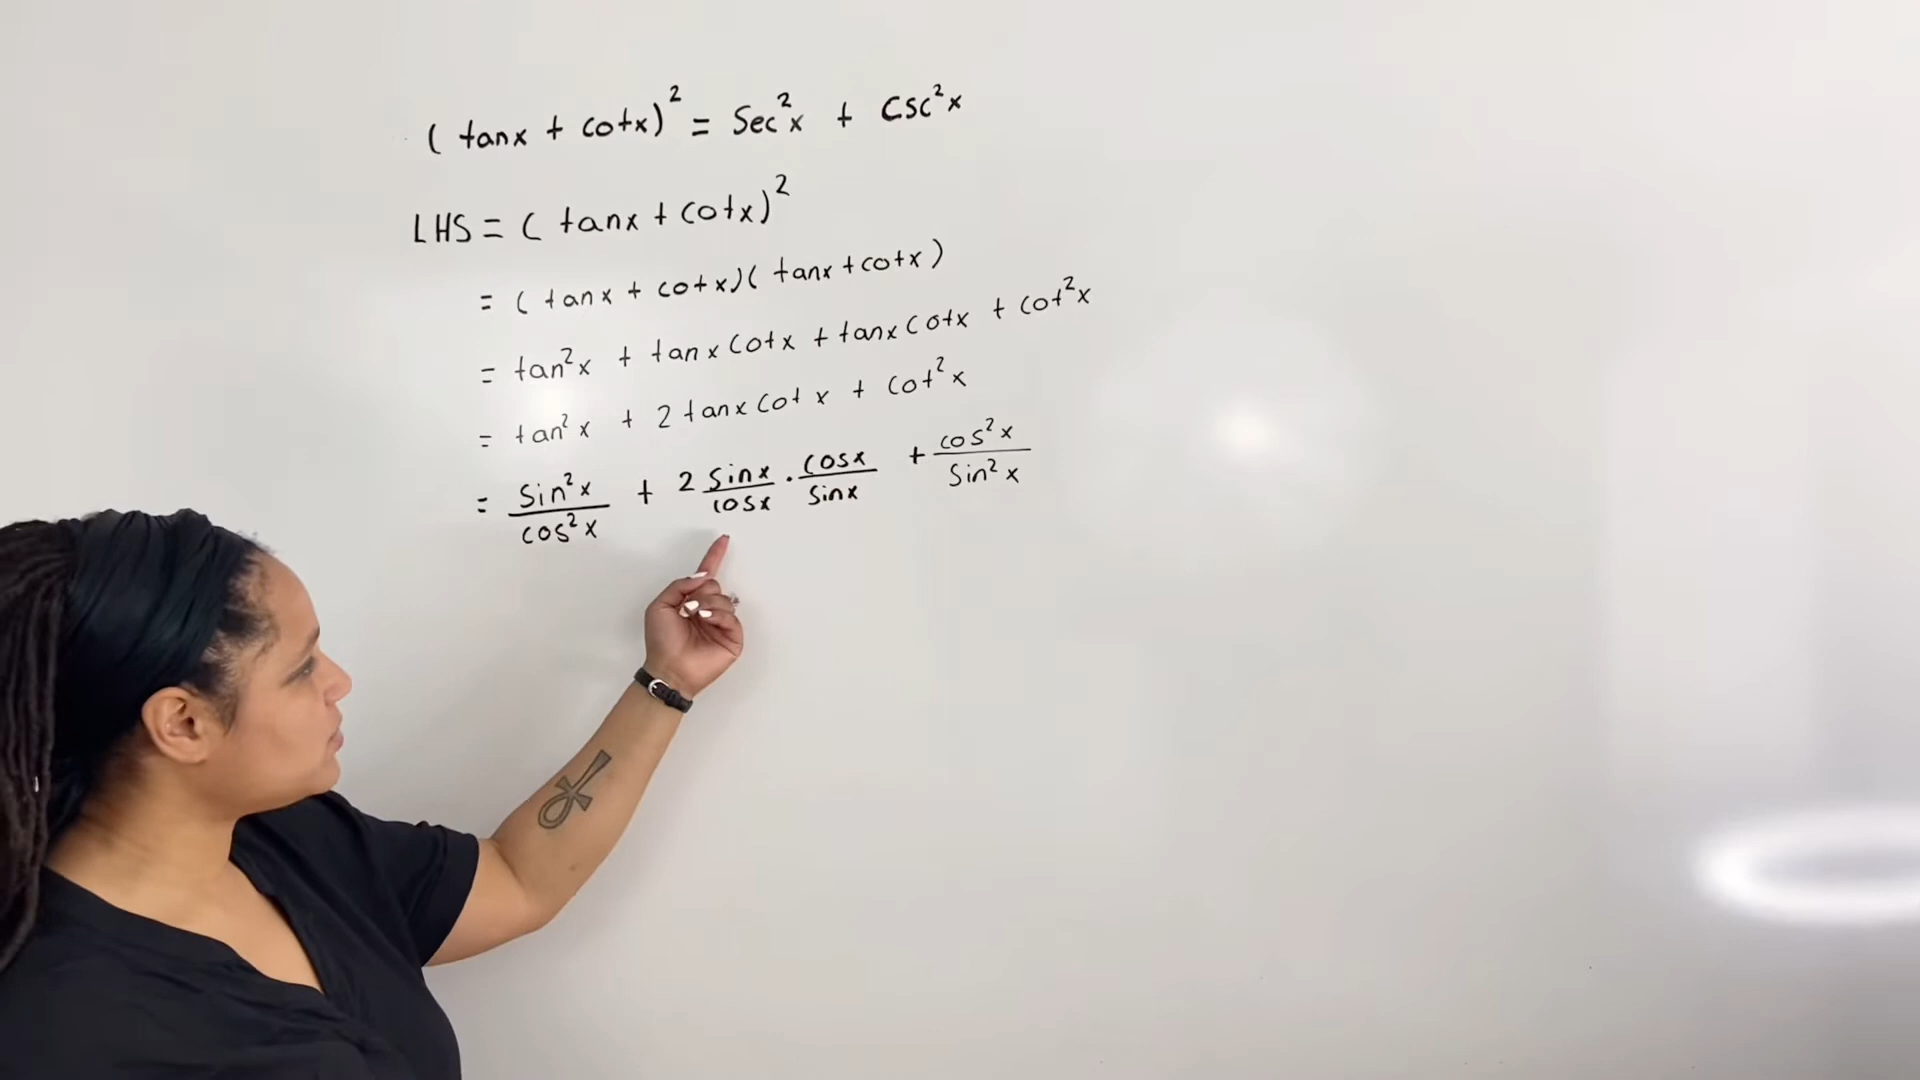 (tanx + cotx)² = Sec²x + Csc²x
LHS = (tanx + cotx)²
= (tanx + cotx)(tanx + cotx)
= tan²x + tanx cotx + tanx cotx + cot²x
= tan²x + 2 tanx cotx + cot²x
= Sin²x/cos²x + 2 Sinx/cosx · cosx/sinx + cos²x/Sin²x